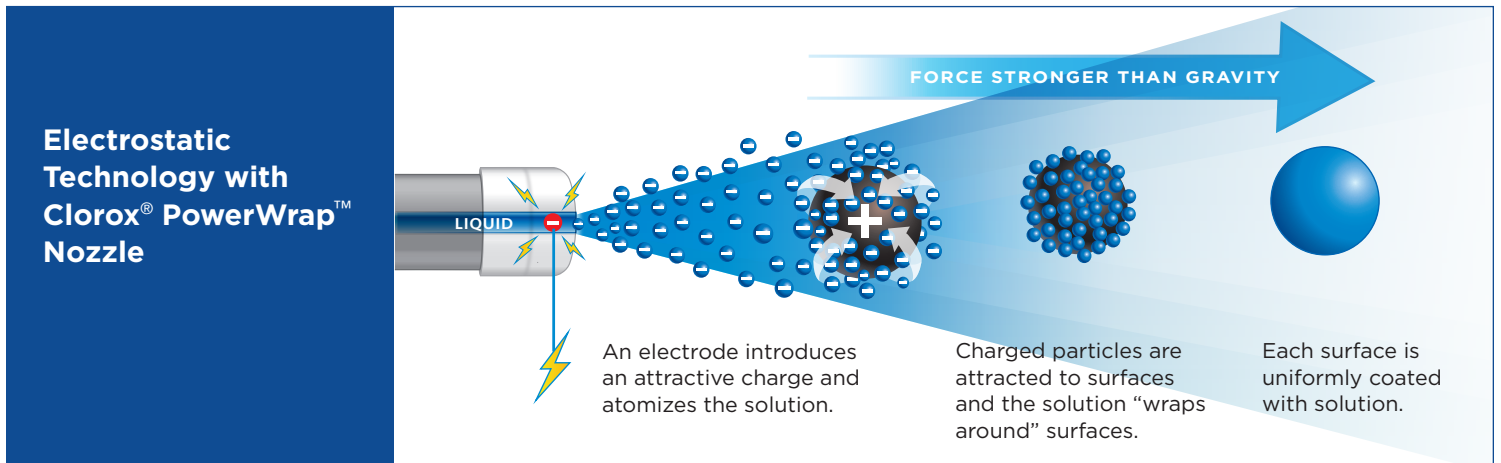 Electrostatic
Technology with
Clorox® PowerWrap™
Nozzle
FORCE STRONGER THAN GRAVITY
LIQUID
An electrode introduces
an attractive charge and
atomizes the solution.
Charged particles are
attracted to surfaces
and the solution “wraps
around” surfaces.
Each surface is
uniformly coated
with solution.